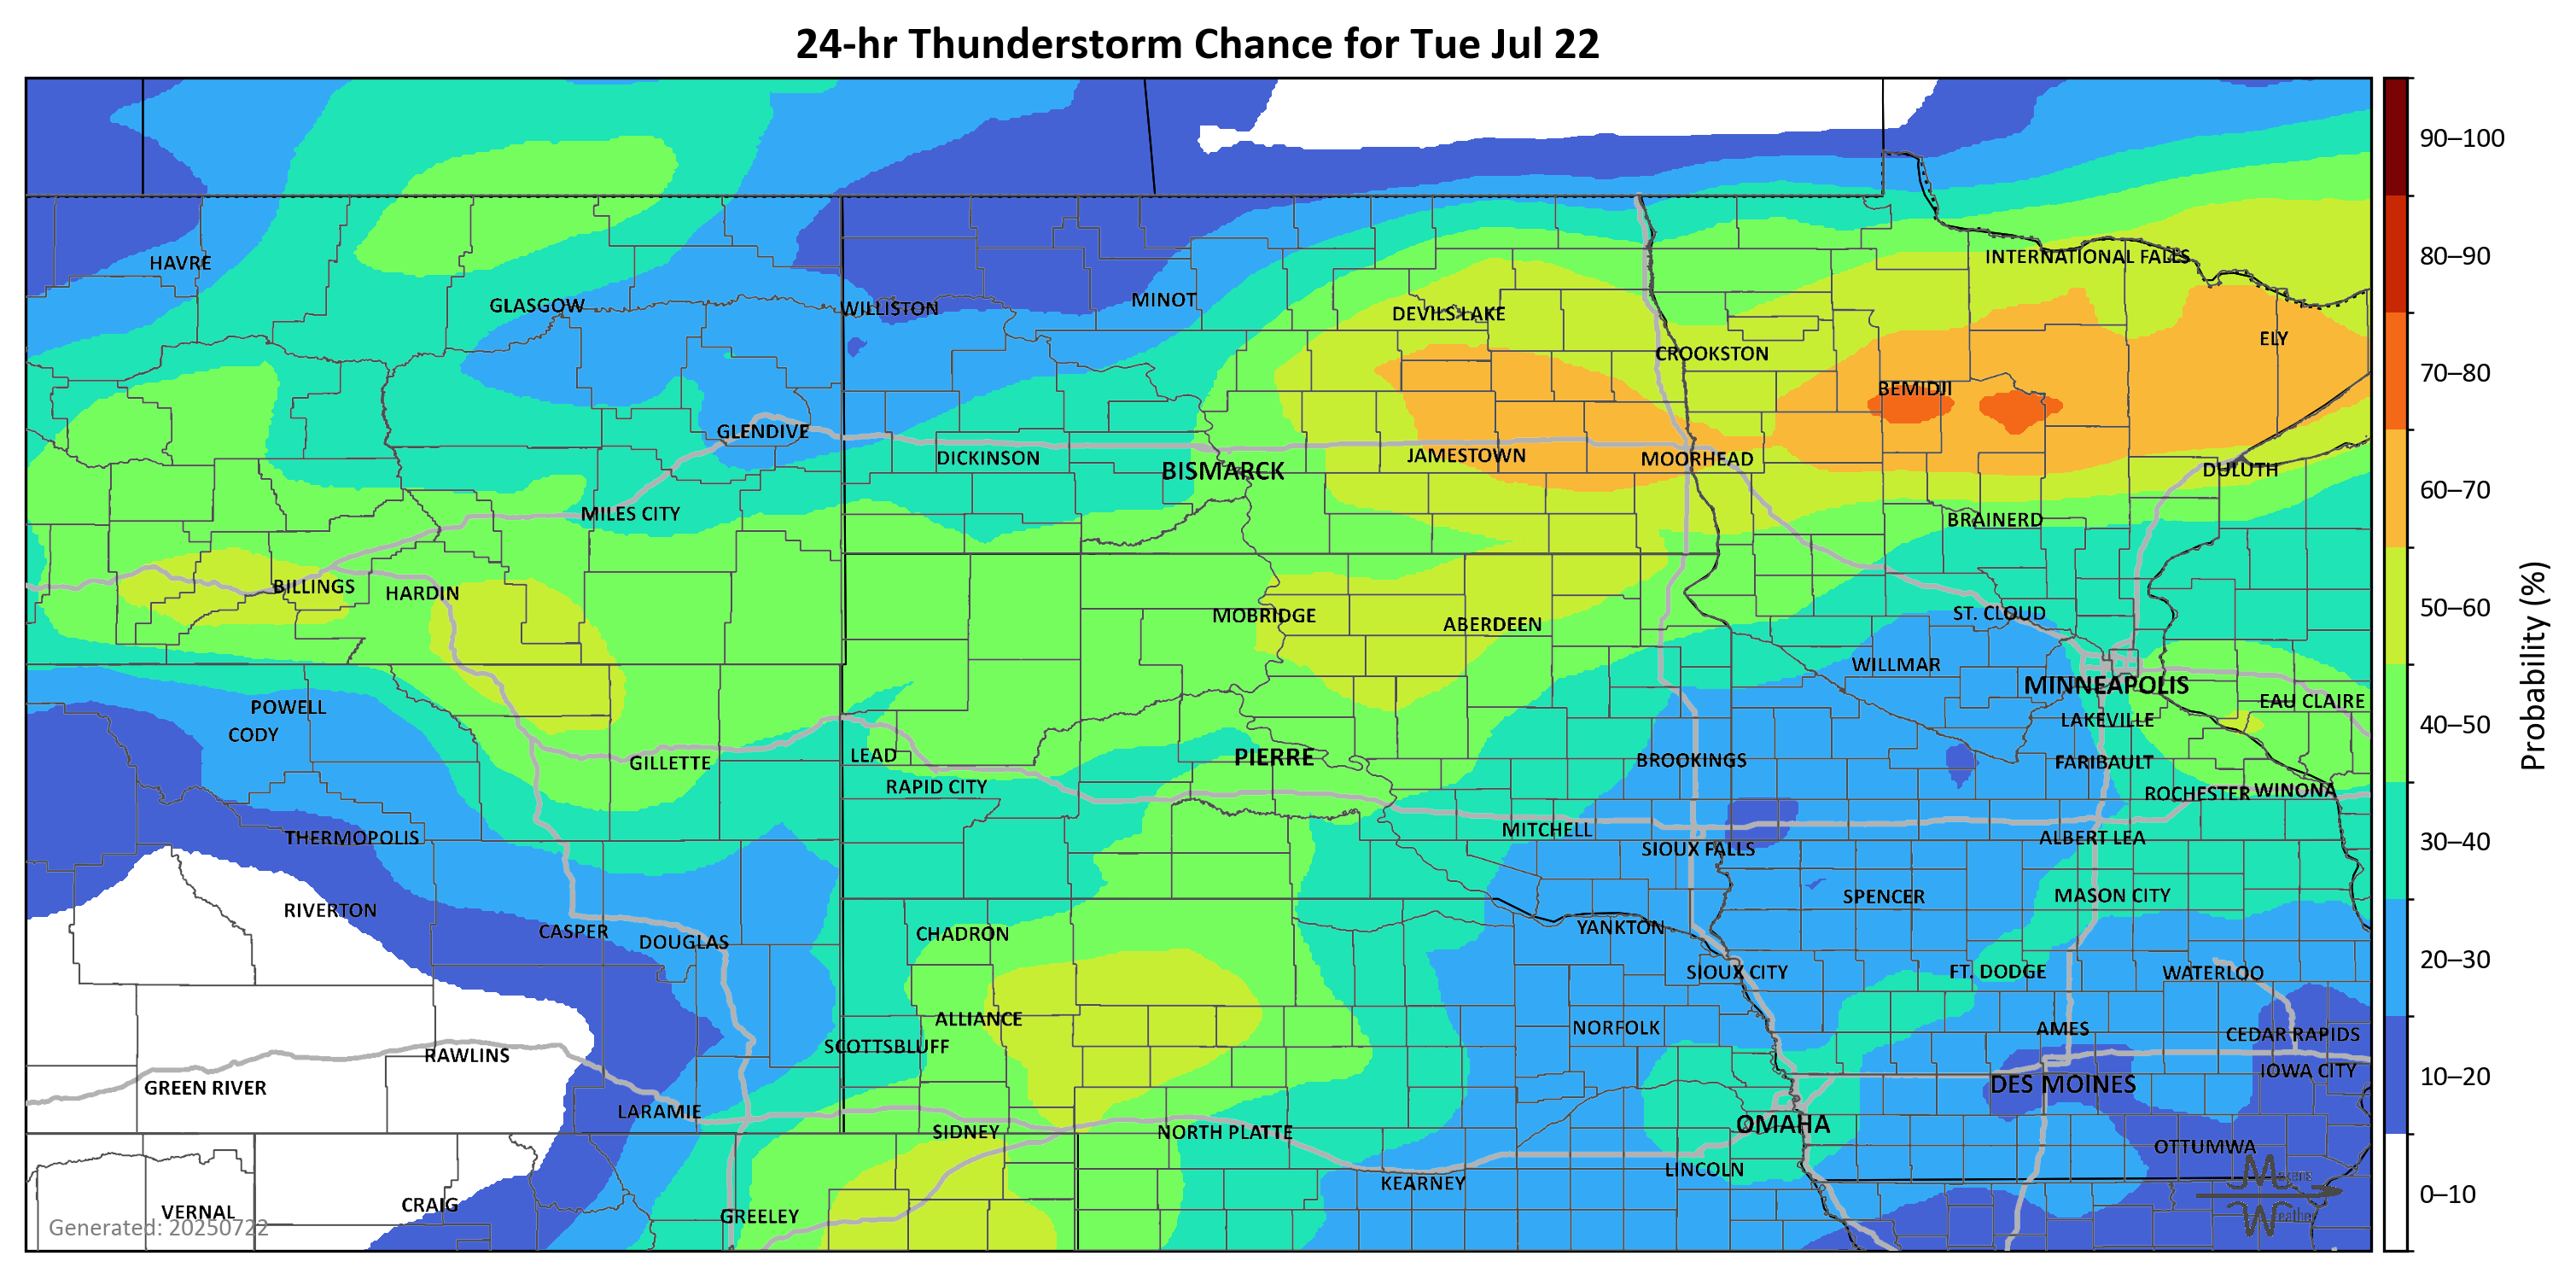 24-hr Thunderstorm Chance for Tue Jul 22
90–100
80–90
70–80
60–70
50–60
40–50
30–40
20–30
10–20
0–10
Probability (%)
HAVRE
INTERNATIONAL FALLS
GLASGOW
WILLISTON
MINOT
DEVILS LAKE
ELY
CROOKSTON
BEMIDJI
GLENDIVE
DICKINSON
BISMARCK
JAMESTOWN
MOORHEAD
DULUTH
MILES CITY
BRAINERD
BILLINGS
HARDIN
MOBRIDGE
ABERDEEN
ST. CLOUD
WILLMAR
MINNEAPOLIS
POWELL
EAU CLAIRE
CODY
LAKEVILLE
LEAD
PIERRE
GILLETTE
BROOKINGS
FARIBAULT
RAPID CITY
ROCHESTER
WINONA
THERMOPOLIS
MITCHELL
ALBERT LEA
SIOUX FALLS
RIVERTON
SPENCER
MASON CITY
CASPER
DOUGLAS
CHADRON
YANKTON
SIOUX CITY
FT. DODGE
WATERLOO
ALLIANCE
NORFOLK
AMES
CEDAR RAPIDS
SCOTTSBLUFF
RAWLINS
GREEN RIVER
DES MOINES
IOWA CITY
LARAMIE
OMAHA
SIDNEY
NORTH PLATTE
OTTUMWA
LINCOLN
KEARNEY
VERNAL
CRAIG
GREELEY
Generated: 20250722
Makens
Weather